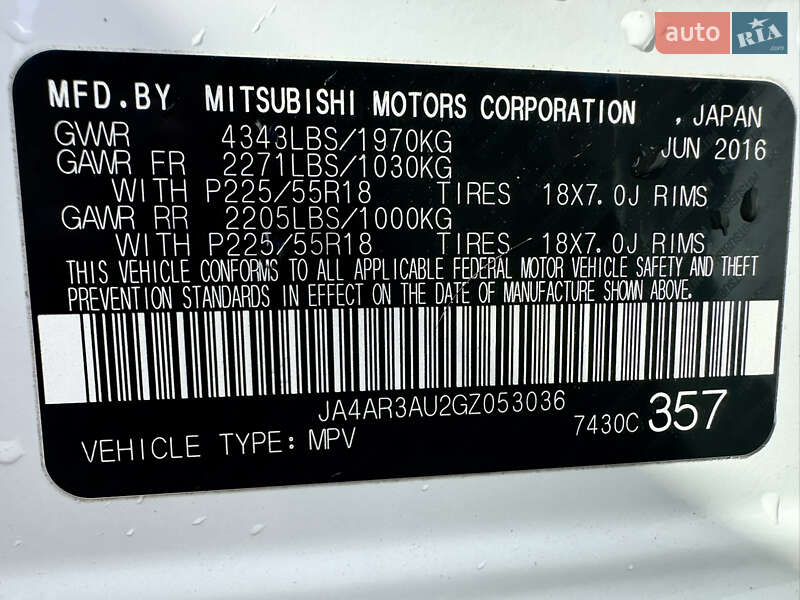 auto RIA
.com
MFD.BY MITSUBISHI MOTORS CORPORATION , JAPAN
GVWR 4343LBS/1970KG JUN 2016
GAWR FR 2271LBS/1030KG
WITH P225/55R18 TIRES 18X7.0J RIMS
GAWR RR 2205LBS/1000KG
WITH P225/55R18 TIRES 18X7.0J RIMS
THIS VEHICLE CONFORMS TO ALL APPLICABLE FEDERAL MOTOR VEHICLE SAFETY AND THEFT
PREVENTION STANDARDS IN EFFECT ON THE DATE OF MANUFACTURE SHOWN ABOVE.
JA4AR3AU2GZ053036
7430C 357
VEHICLE TYPE: MPV